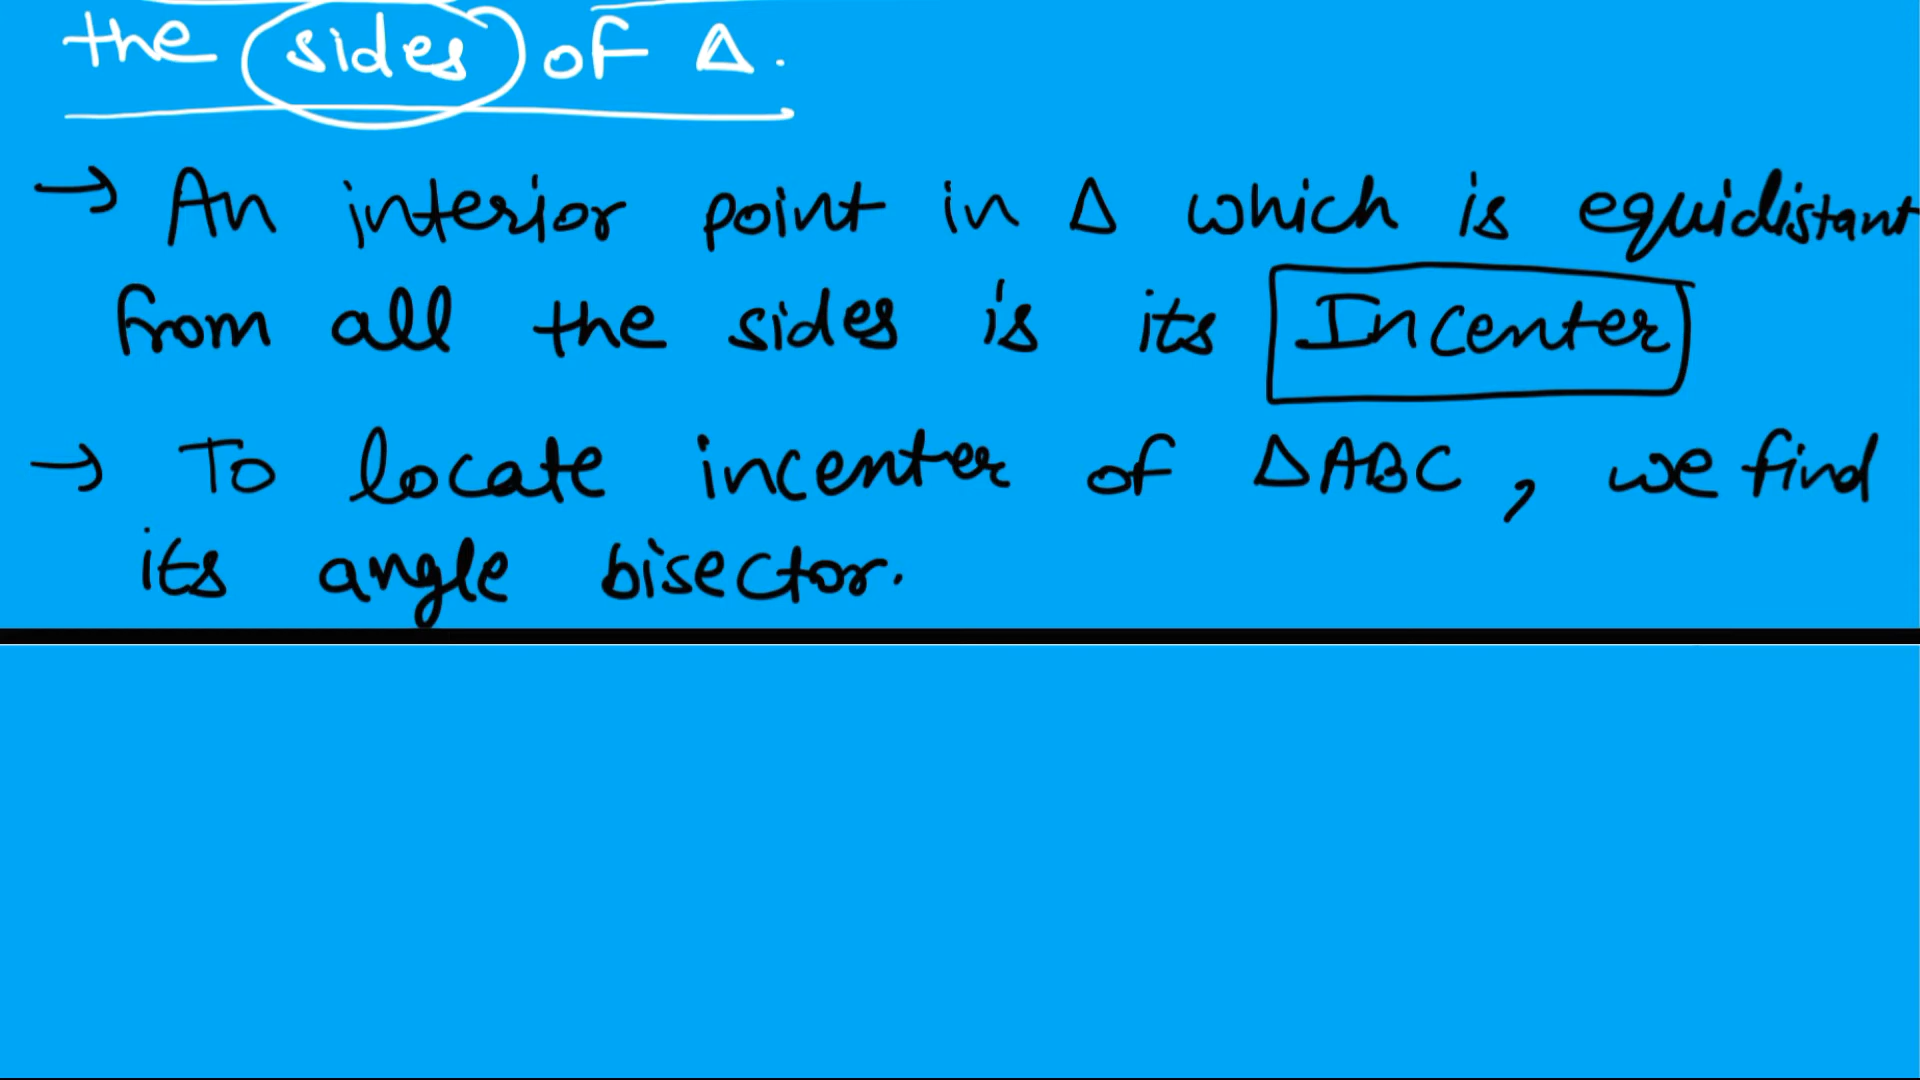 the sides of Δ.
→ An interior point in Δ which is equidistant
from all the sides is its Incenter
→ To locate incenter of ΔABC, we find
its angle bisector.